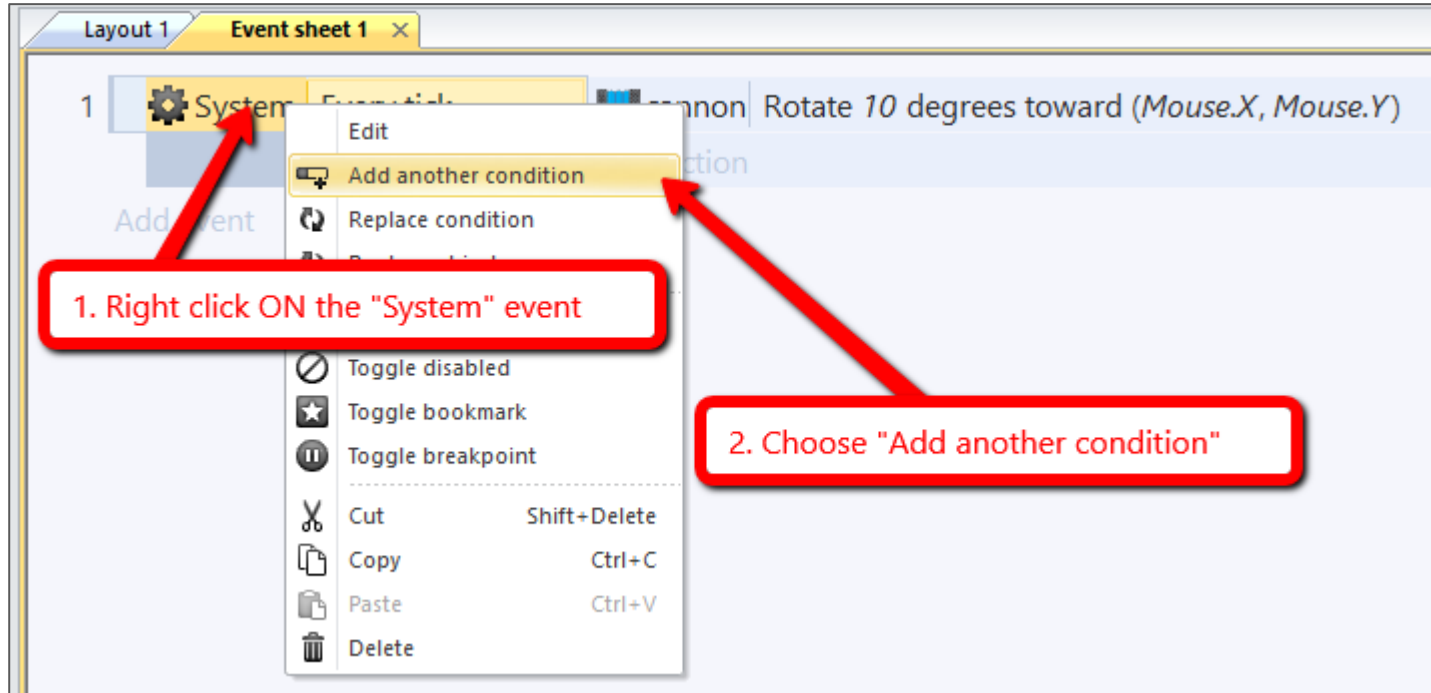 Layout 1 Event sheet 1
1 System cannon Rotate 10 degrees toward (Mouse.X, Mouse.Y)
Edit
Add another condition
Add event
Replace condition
1. Right click ON the "System" event
Toggle disabled
Toggle bookmark
2. Choose "Add another condition"
Toggle breakpoint
Cut Shift+Delete
Copy Ctrl+C
Paste Ctrl+V
Delete